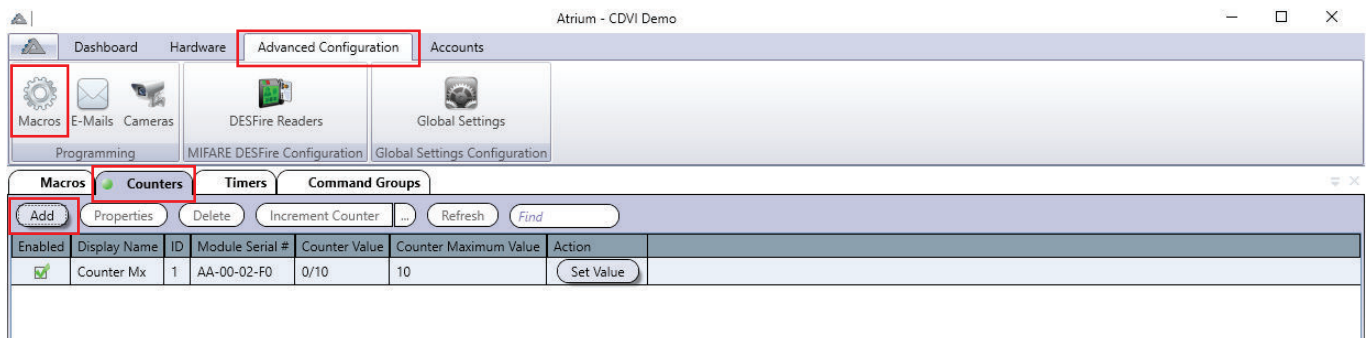 Atrium - CDVI Demo
Dashboard Hardware Advanced Configuration Accounts
Macros E-Mails Cameras DESFire Readers Global Settings
Programming MIFARE DESFire Configuration Global Settings Configuration
Macros Counters Timers Command Groups
Add Properties Delete Increment Counter ... Refresh Find
Enabled Display Name ID Module Serial # Counter Value Counter Maximum Value Action
Counter Mx 1 AA-00-02-F0 0/10 10 Set Value